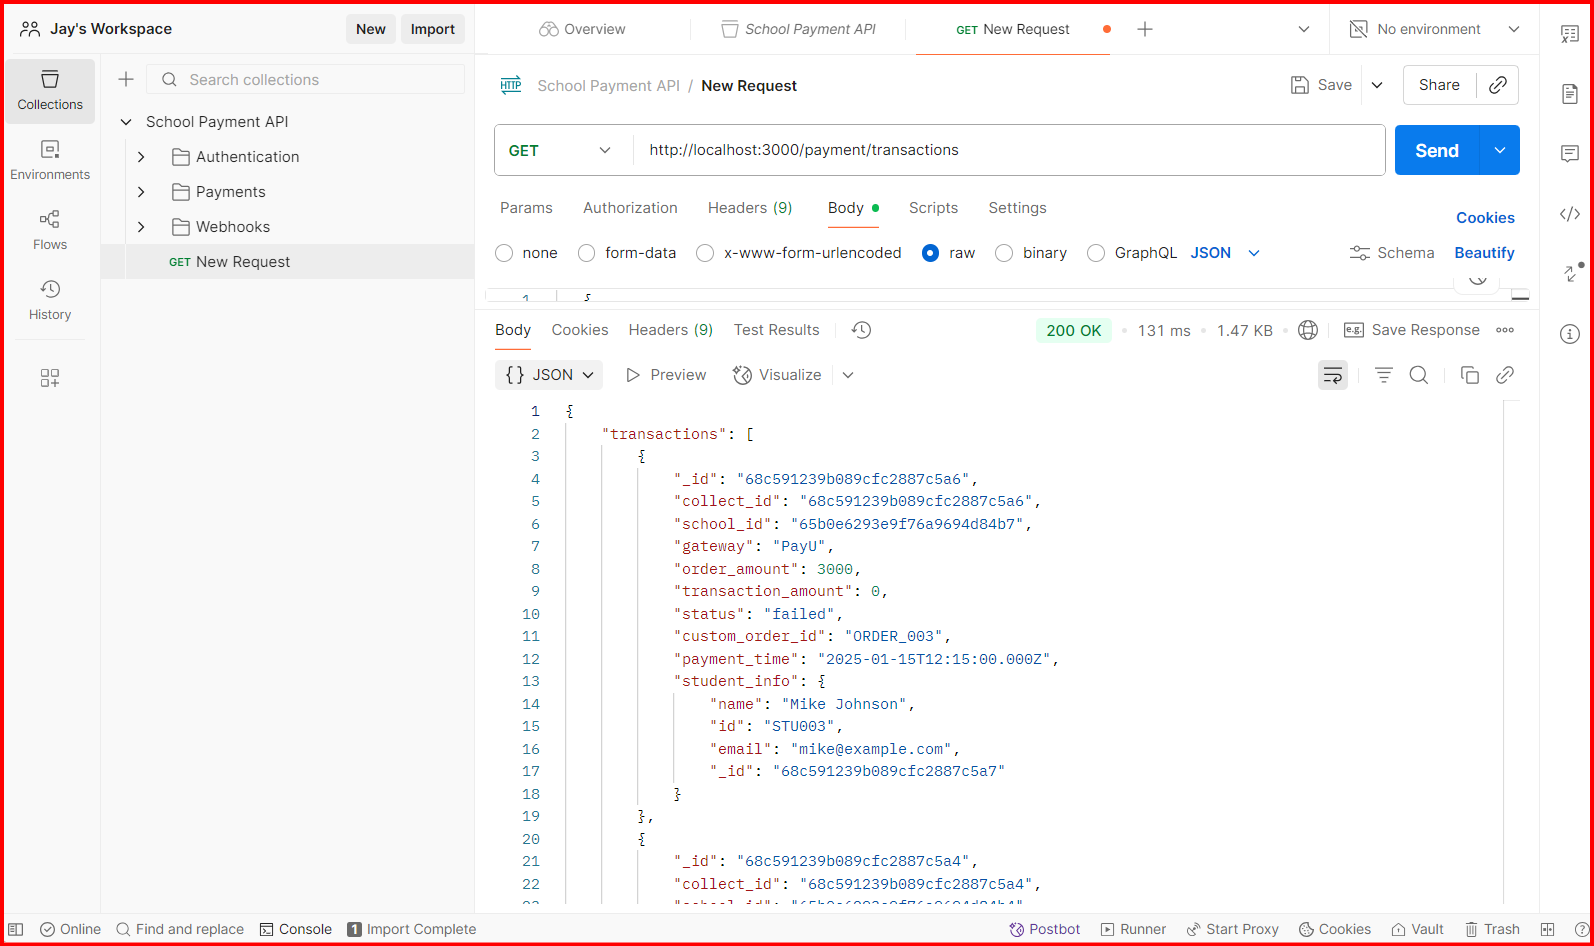 Jay's Workspace New Import
Overview School Payment API GET New Request No environment
Collections
Environments
Flows
History
Search collections
School Payment API
Authentication
Payments
Webhooks
GET New Request
HTTP School Payment API / New Request Save Share
GET http://localhost:3000/payment/transactions Send
Params Authorization Headers (9) Body Scripts Settings Cookies
none form-data x-www-form-urlencoded raw binary GraphQL JSON Schema Beautify
1 {
Body Cookies Headers (9) Test Results 200 OK 131 ms 1.47 KB e.g. Save Response
{} JSON Preview Visualize
1 {
2 "transactions": [
3 {
4 "_id": "68c591239b089cfc2887c5a6",
5 "collect_id": "68c591239b089cfc2887c5a6",
6 "school_id": "65b0e6293e9f76a9694d84b7",
7 "gateway": "PayU",
8 "order_amount": 3000,
9 "transaction_amount": 0,
10 "status": "failed",
11 "custom_order_id": "ORDER_003",
12 "payment_time": "2025-01-15T12:15:00.000Z",
13 "student_info": {
14 "name": "Mike Johnson",
15 "id": "STU003",
16 "email": "mike@example.com",
17 "_id": "68c591239b089cfc2887c5a7"
18 }
19 },
20 {
21 "_id": "68c591239b089cfc2887c5a4",
22 "collect_id": "68c591239b089cfc2887c5a4",
Online Find and replace Console 1 Import Complete Postbot Runner Start Proxy Cookies Vault Trash